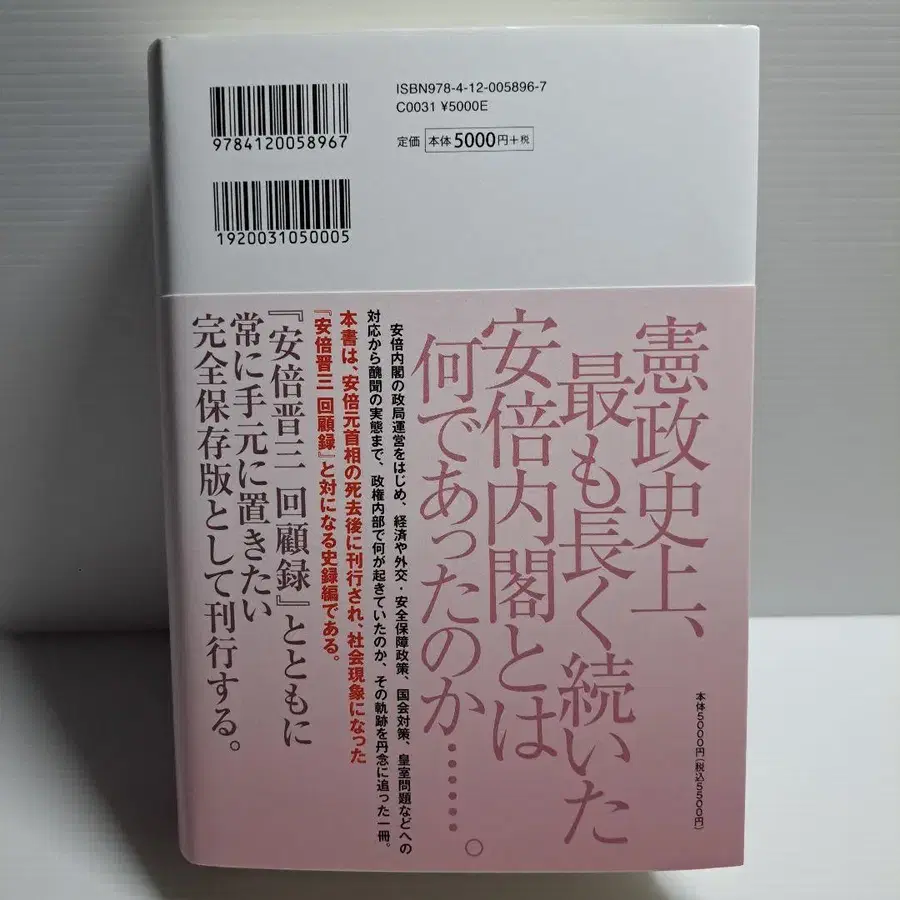 ISBN978-4-12-005896-7
C0031 ¥5000E
定価 本体5000円+税
9784120058967
1920031050005
憲政史上、
最も長く続いた
安倍内閣とは
何であったのか……。
安倍内閣の政局運営をはじめ、経済や外交・安全保障政策、国会対策、皇室問題などへの
対応から醜聞の実態まで、政権内部で何が起きていたのか、その軌跡を丹念に追った一冊。
本書は、安倍元首相の死去後に刊行され、社会現象になった
『安倍晋三 回顧録』と対になる史録編である。
『安倍晋三 回顧録』とともに
常に手元に置きたい
完全保存版として刊行する。
本体5000円(税込5500円)